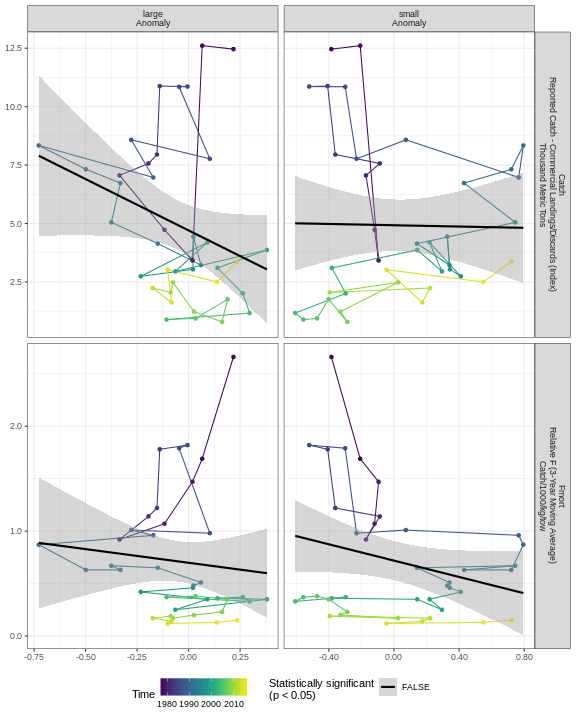 large
Anomaly
small
Anomaly
12.5
10.0
7.5
5.0
2.5
Catch
Reported Catch - Commercial Landings/Discards (Index)
Thousand Metric Tons
2.0
1.0
0.0
Fmort
Relative F (3-Year Moving Average)
Catch/1000/kg/tow
-0.75
-0.50
-0.25
0.00
0.25
-0.40
0.00
0.40
0.80
Time
1980 1990 2000 2010
Statistically significant
(p < 0.05)
FALSE